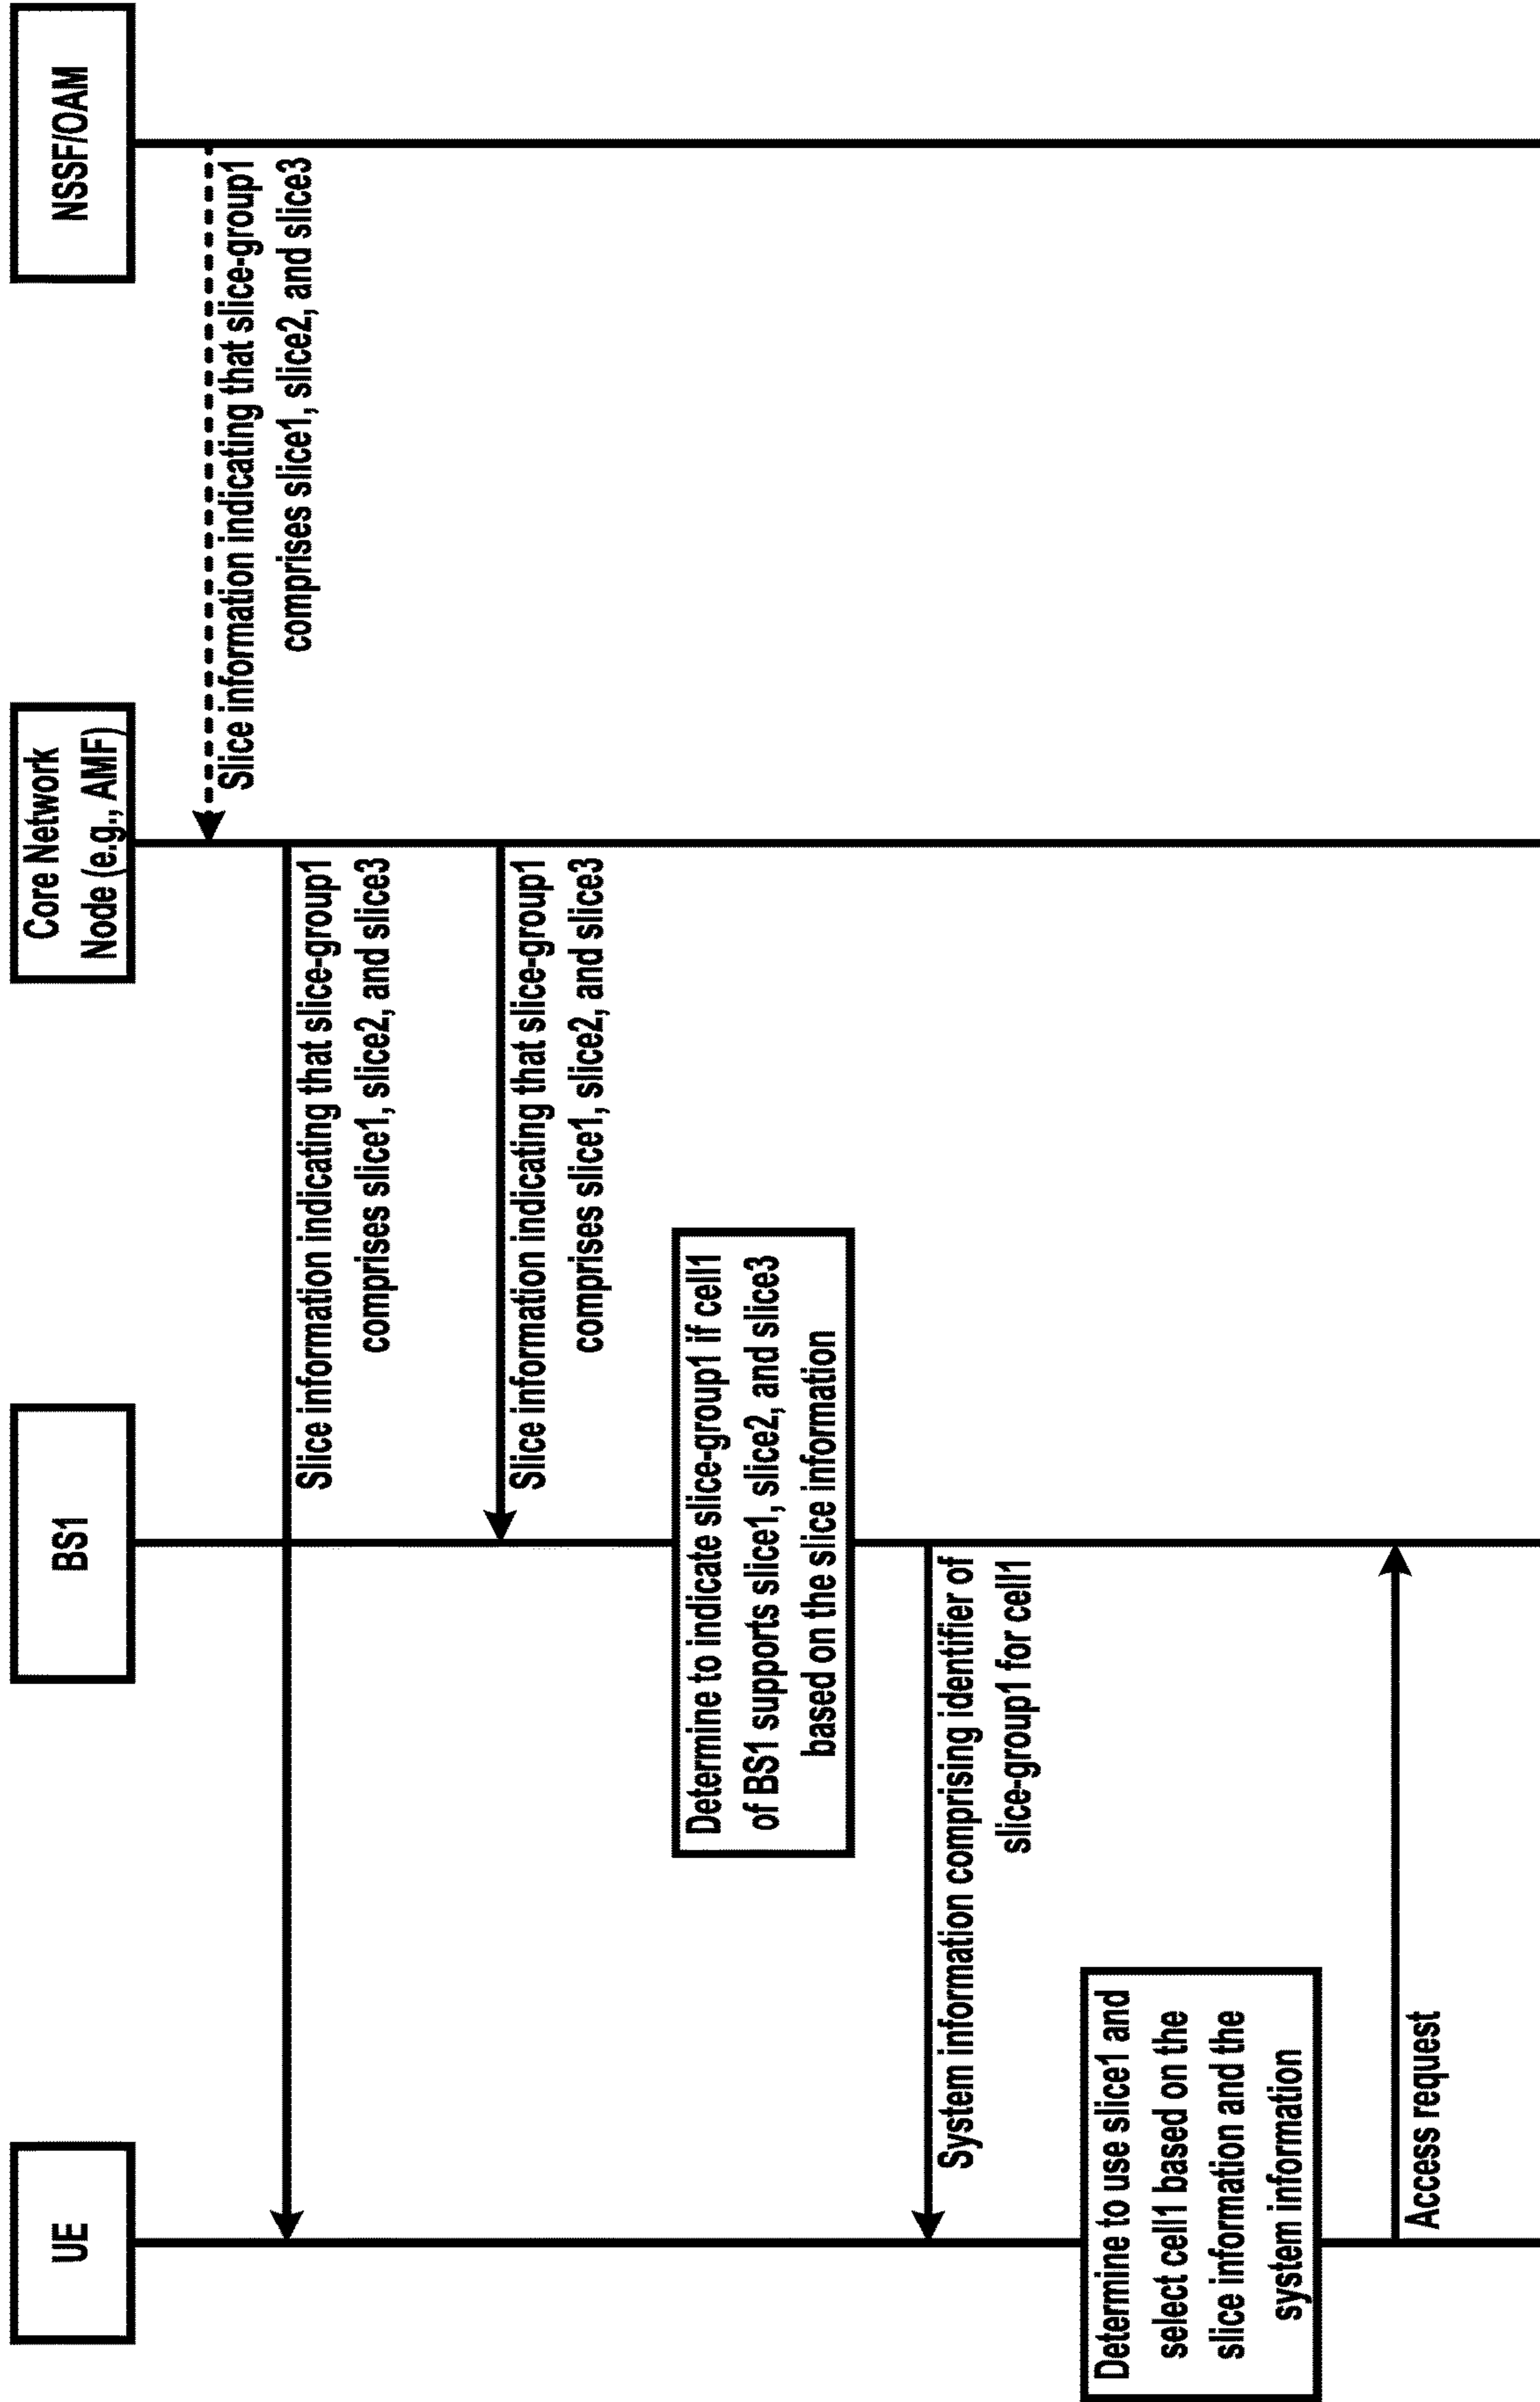 UE
BS1
Core Network
Node (e.g., AMF)
NSSF/OAM
Slice information indicating that slice-group1
comprises slice1, slice2, and slice3
Slice information indicating that slice-group1
comprises slice1, slice2, and slice3
Slice information indicating that slice-group1
comprises slice1, slice2, and slice3
Determine to indicate slice-group1 if cell1
of BS1 supports slice1, slice2, and slice3
based on the slice information
System information comprising identifier of
slice-group1 for cell1
Determine to use slice1 and
select cell1 based on the
slice information and the
system information
Access request